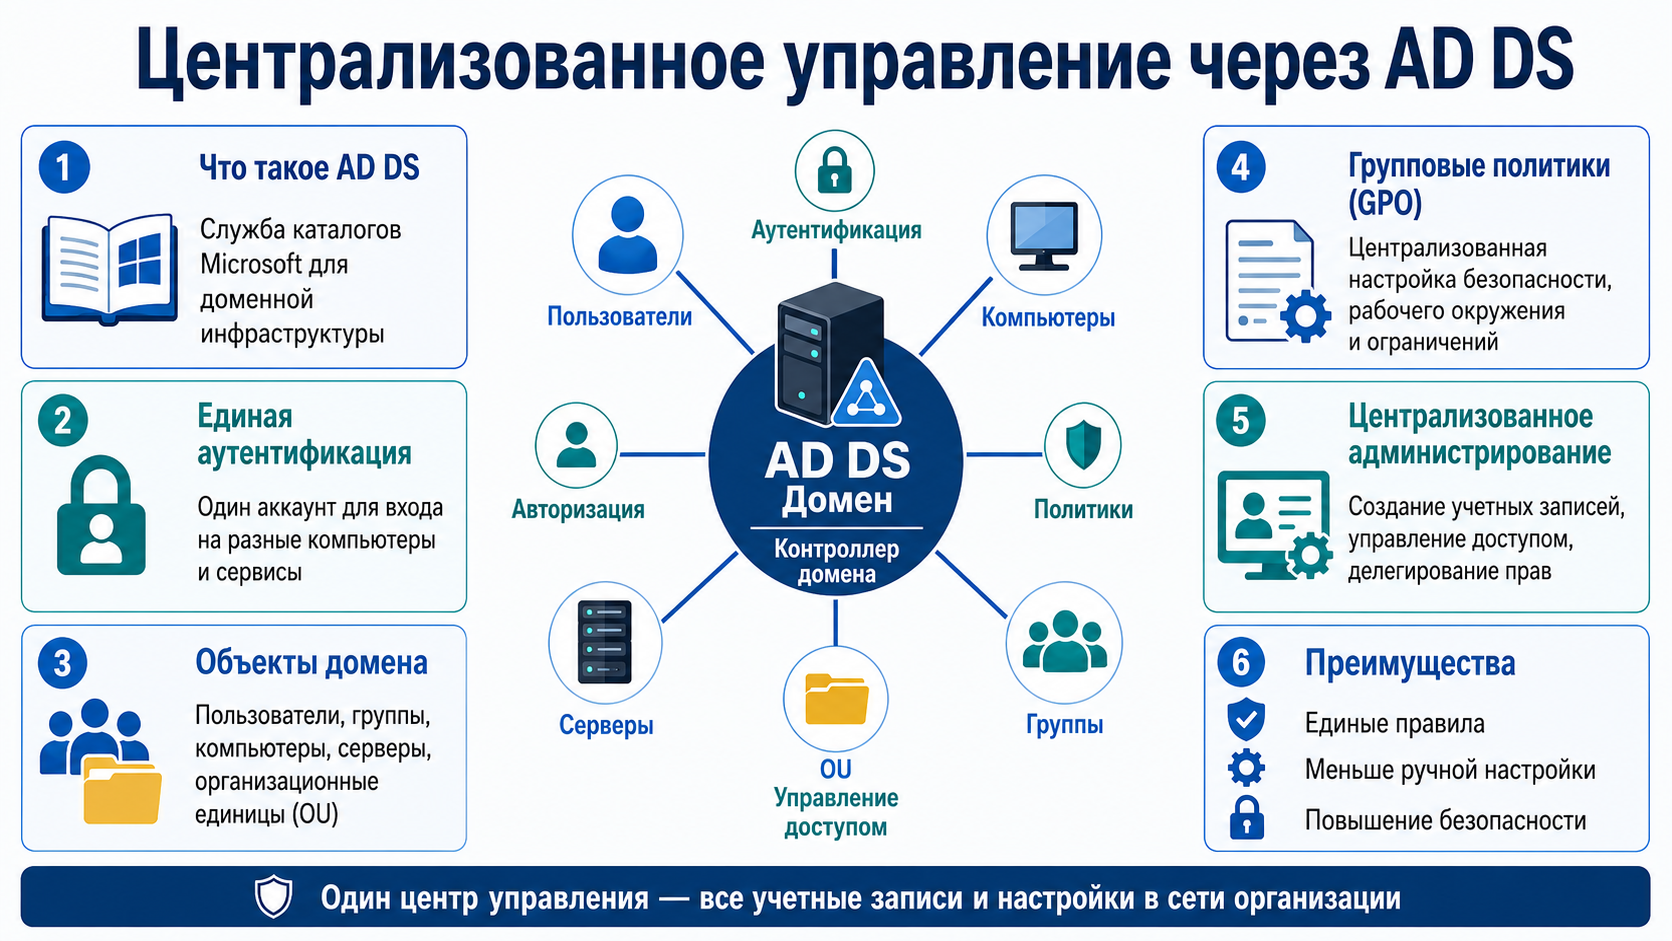 Централизованное управление через AD DS
1
Что такое AD DS
Служба каталогов
Microsoft для
доменной
инфраструктуры
2
Единая
аутентификация
Один аккаунт для входа
на разные компьютеры
и сервисы
3
Объекты домена
Пользователи, группы,
компьютеры, серверы,
организационные
единицы (OU)
Аутентификация
Пользователи
Компьютеры
Авторизация
Политики
AD DS
Домен
Контроллер
домена
Серверы
Группы
OU
Управление
доступом
4
Групповые политики
(GPO)
Централизованная
настройка безопасности,
рабочего окружения
и ограничений
5
Централизованное
администрирование
Создание учетных записей,
управление доступом,
делегирование прав
6
Преимущества
Единые правила
Меньше ручной настройки
Повышение безопасности
Один центр управления — все учетные записи и настройки в сети организации